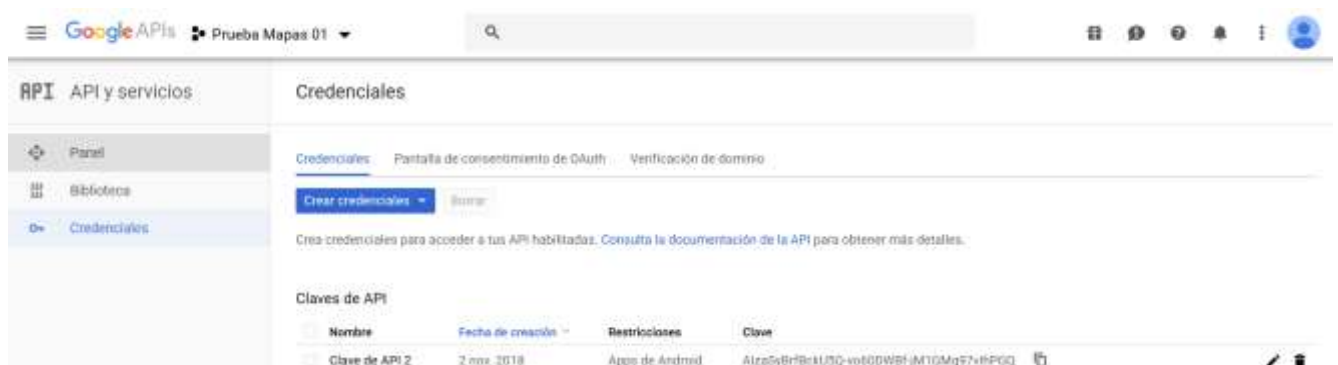 Google APIs Prueba Mapas 01
API API y servicios
Credenciales
Panel
Biblioteca
Credenciales
Credenciales Pantalla de consentimiento de OAuth Verificación de dominio
Crear credenciales Borrar
Crea credenciales para acceder a tus API habilitadas. Consulta la documentación de la API para obtener más detalles.
Claves de API
Nombre Fecha de creación Restricciones Clave
Clave de API 2 2 nov. 2018 Apps de Android